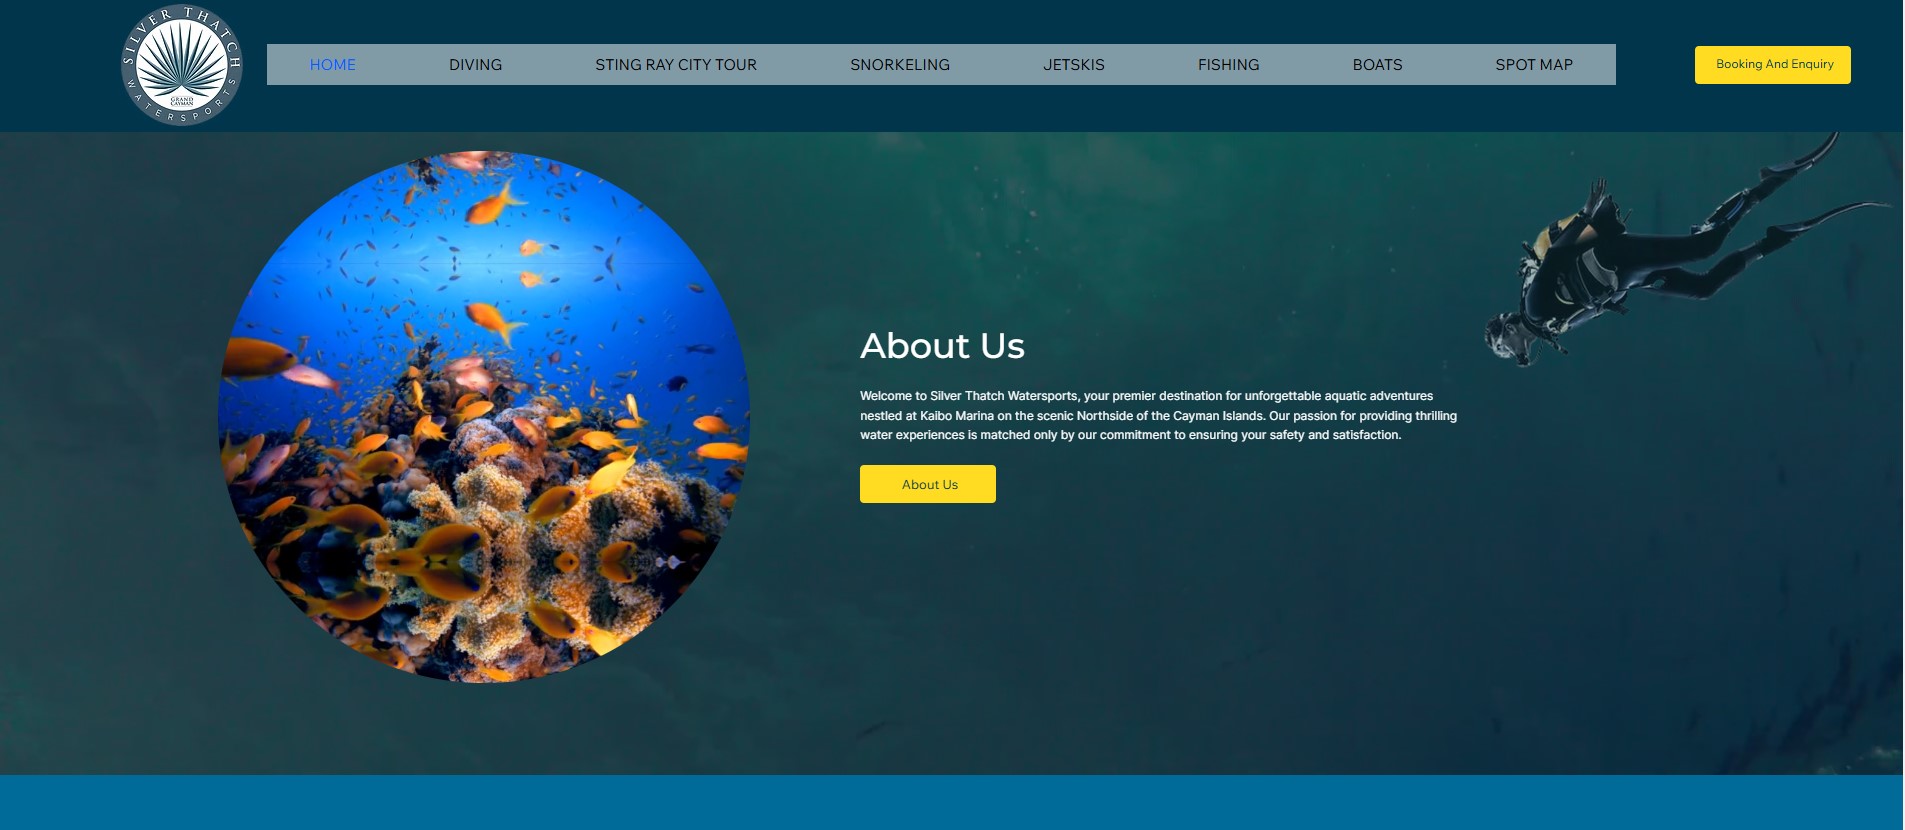 SILVER THATCH
GRAND
CAYMAN
WATERSPORTS
HOME
DIVING
STING RAY CITY TOUR
SNORKELING
JETSKIS
FISHING
BOATS
SPOT MAP
Booking And Enquiry
About Us
Welcome to Silver Thatch Watersports, your premier destination for unforgettable aquatic adventures
nestled at Kaibo Marina on the scenic Northside of the Cayman Islands. Our passion for providing thrilling
water experiences is matched only by our commitment to ensuring your safety and satisfaction.
About Us